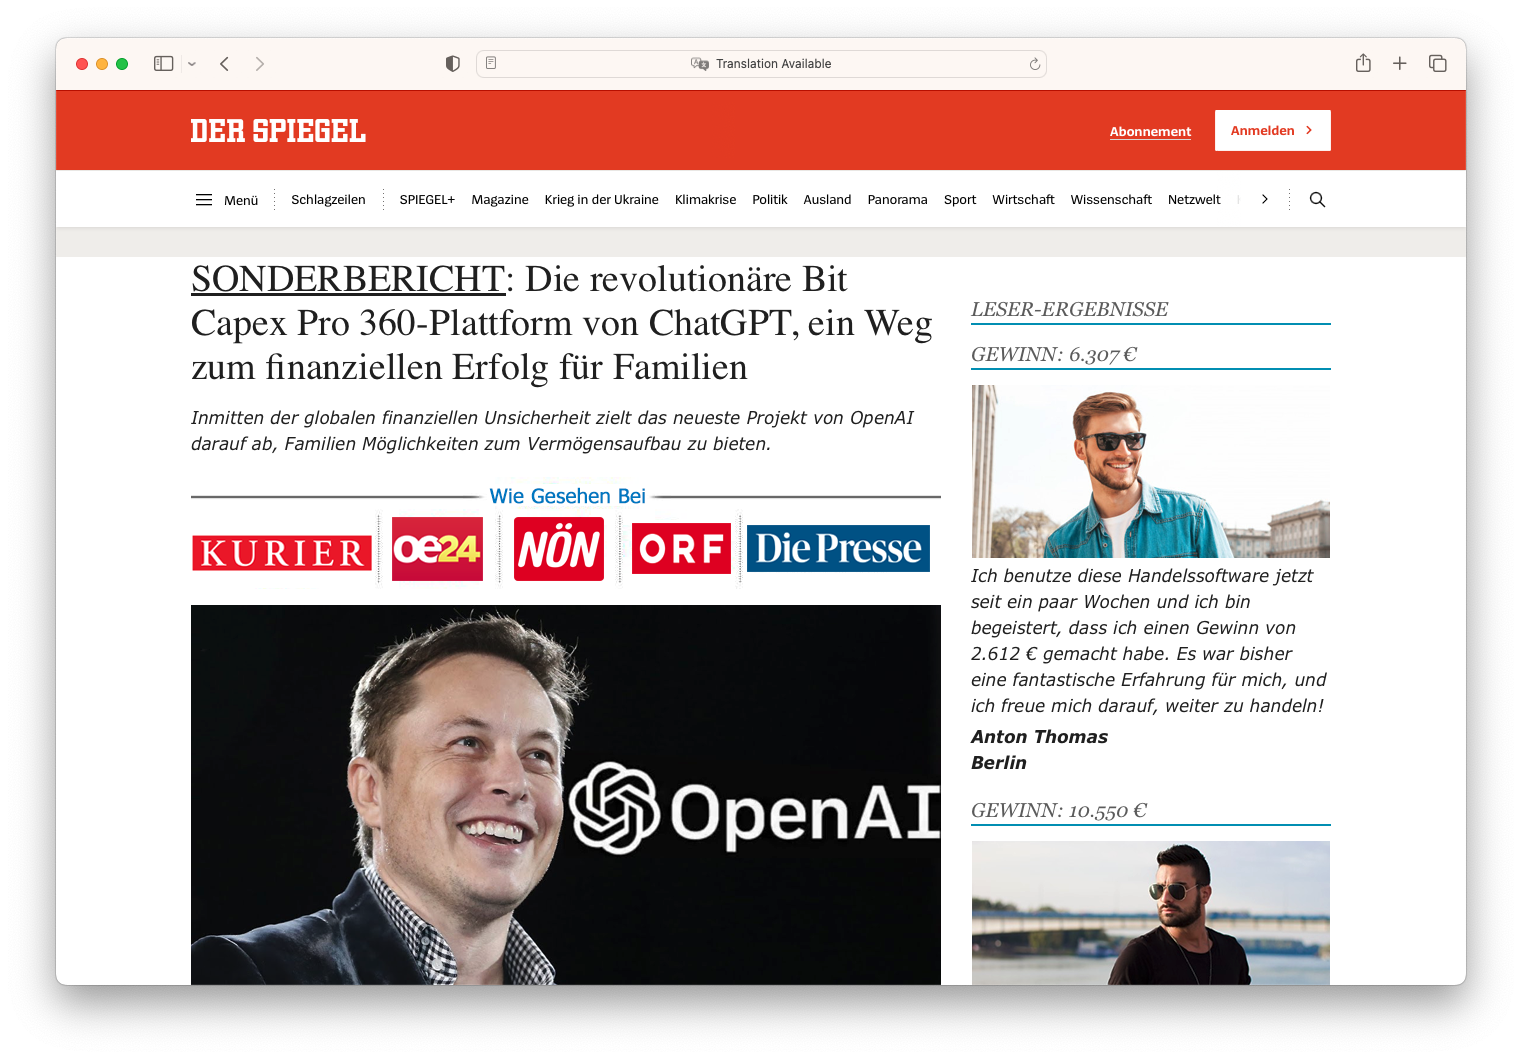 Translation Available
DER SPIEGEL
Abonnement
Anmelden
Menü
Schlagzeilen
SPIEGEL+
Magazine
Krieg in der Ukraine
Klimakrise
Politik
Ausland
Panorama
Sport
Wirtschaft
Wissenschaft
Netzwelt
SONDERBERICHT: Die revolutionäre Bit
Capex Pro 360-Plattform von ChatGPT, ein Weg
zum finanziellen Erfolg für Familien
Inmitten der globalen finanziellen Unsicherheit zielt das neueste Projekt von OpenAI
darauf ab, Familien Möglichkeiten zum Vermögensaufbau zu bieten.
Wie Gesehen Bei
KURIER
oe24
NÖN
ORF
Die Presse
OpenAI
LESER-ERGEBNISSE
GEWINN: 6.307 €
Ich benutze diese Handelssoftware jetzt
seit ein paar Wochen und ich bin
begeistert, dass ich einen Gewinn von
2.612 € gemacht habe. Es war bisher
eine fantastische Erfahrung für mich, und
ich freue mich darauf, weiter zu handeln!
Anton Thomas
Berlin
GEWINN: 10.550 €